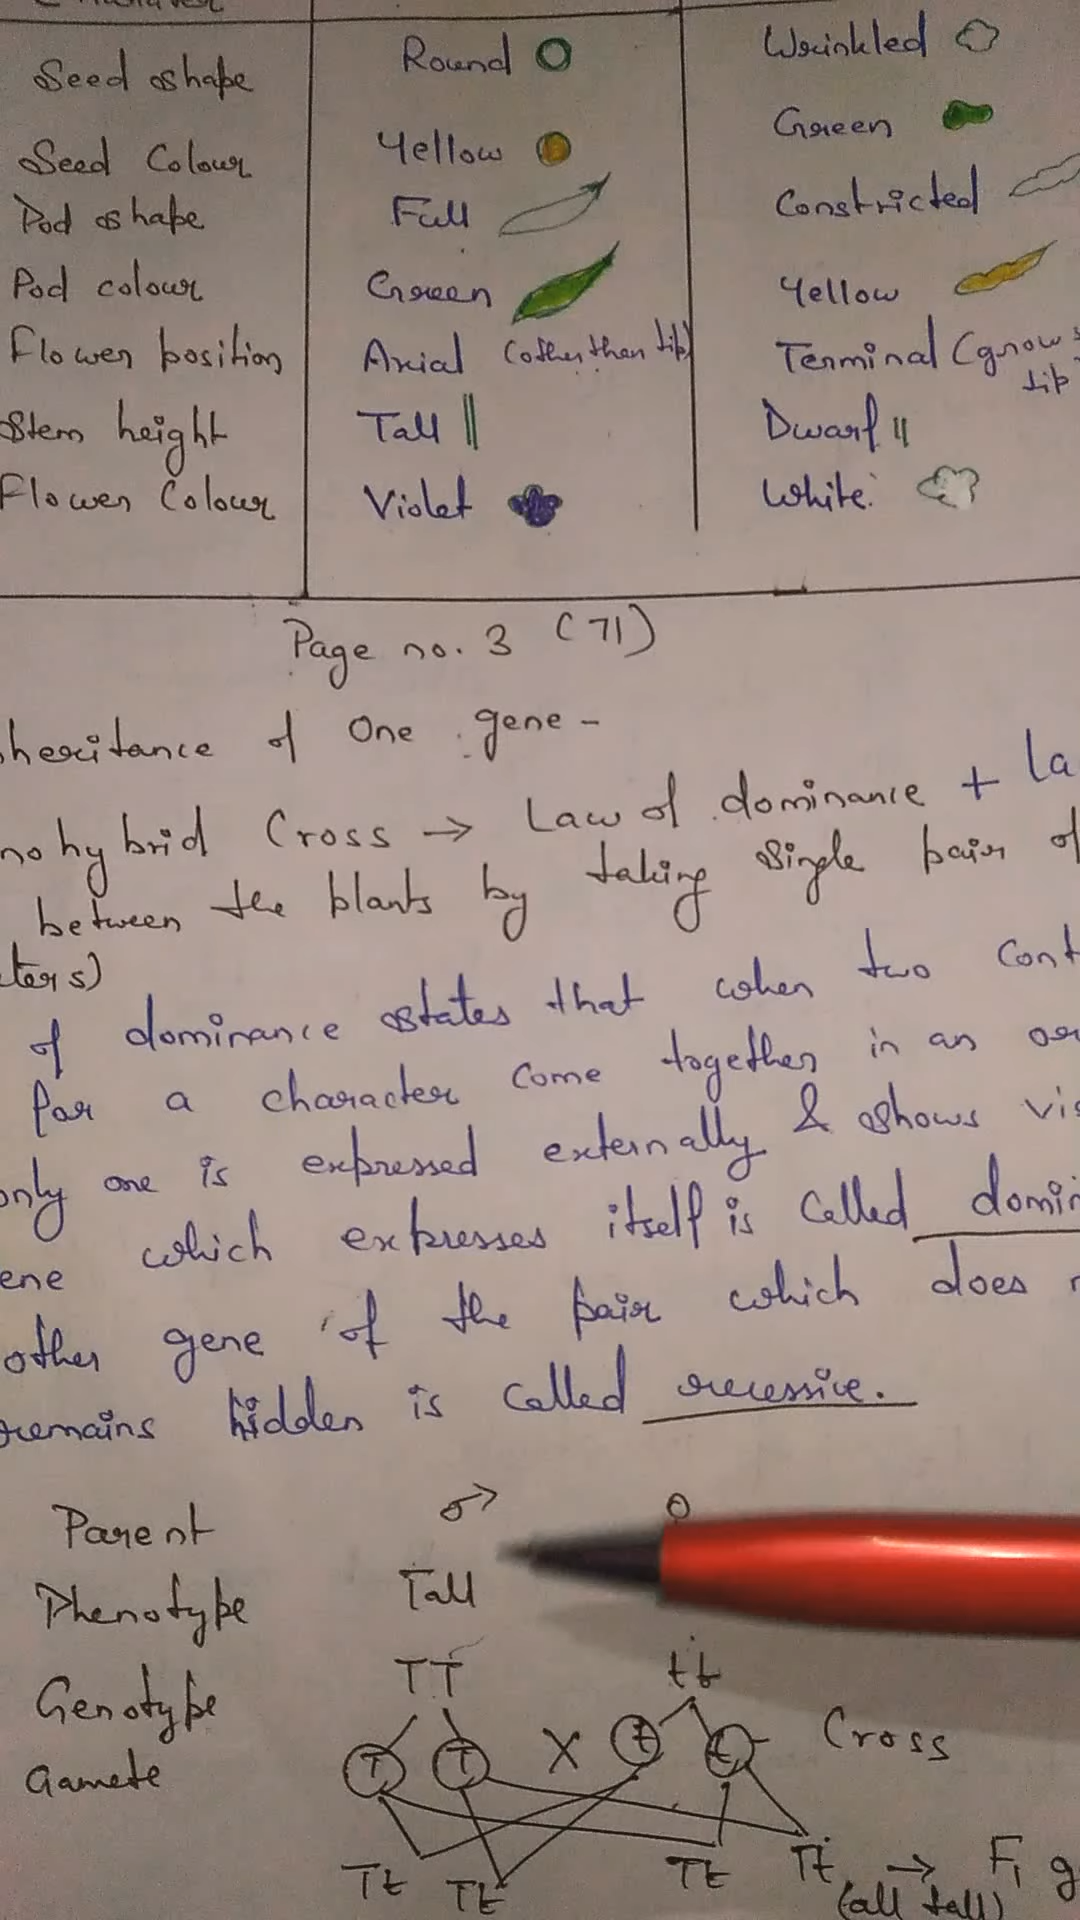 Seed shape Round Wrinkled
Seed Colour Yellow Green
Pod shape Full Constricted
Pod colour Green Yellow
Flower position Axial (other than tip) Terminal (grow
tip
Stem height Tall Dwarf
Flower Colour Violet White
Page no. 3 (71)
heritance of One gene -
nohybrid Cross → Law of dominance + La
between the plants by taking single pair of
cters)
of dominance states that when two cont
for a character come together in an or
only one is expressed externally & shows vis
ene which expresses itself is called domin
other gene of the pair which does n
remains hidden is called recessive.
Parent ♂ ♀
Phenotype Tall
Genotype TT tt
Gamete T T X t t Cross
Tt Tt Tt Tt → F1 g
(all tall)